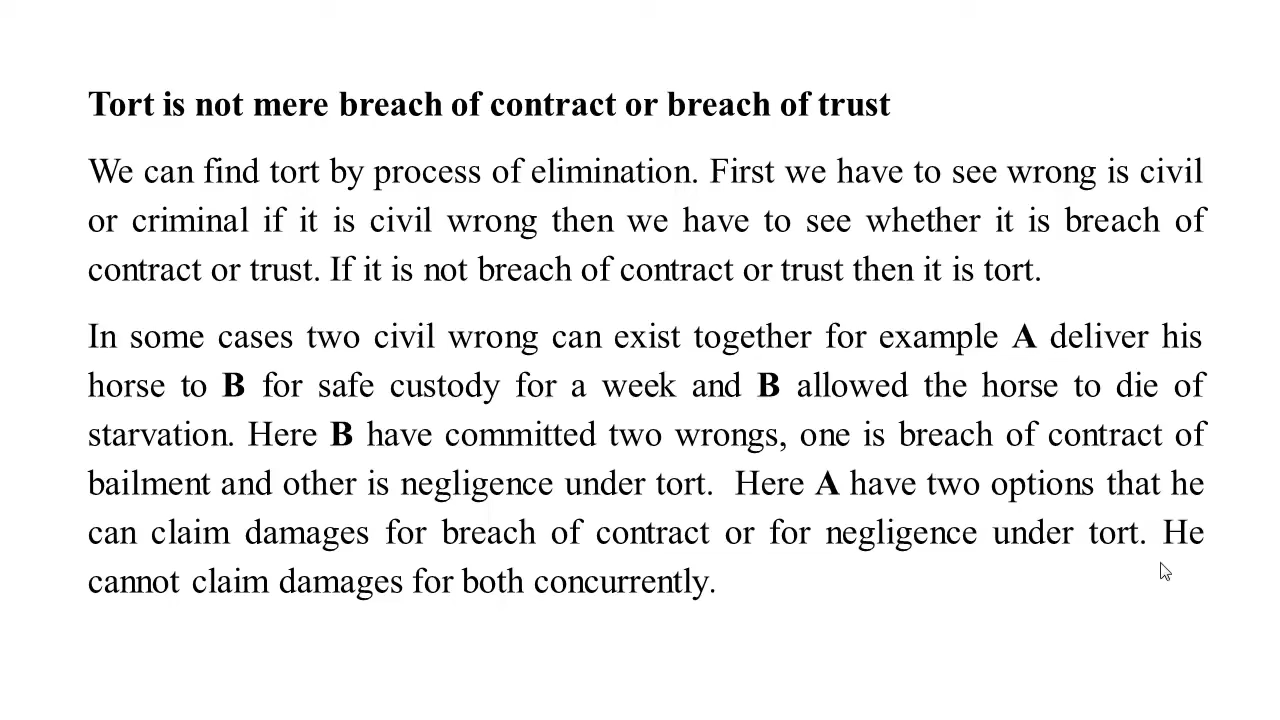 Tort is not mere breach of contract or breach of trust
We can find tort by process of elimination. First we have to see wrong is civil
or criminal if it is civil wrong then we have to see whether it is breach of
contract or trust. If it is not breach of contract or trust then it is tort.
In some cases two civil wrong can exist together for example A deliver his
horse to B for safe custody for a week and B allowed the horse to die of
starvation. Here B have committed two wrongs, one is breach of contract of
bailment and other is negligence under tort.  Here A have two options that he
can claim damages for breach of contract or for negligence under tort. He
cannot claim damages for both concurrently.